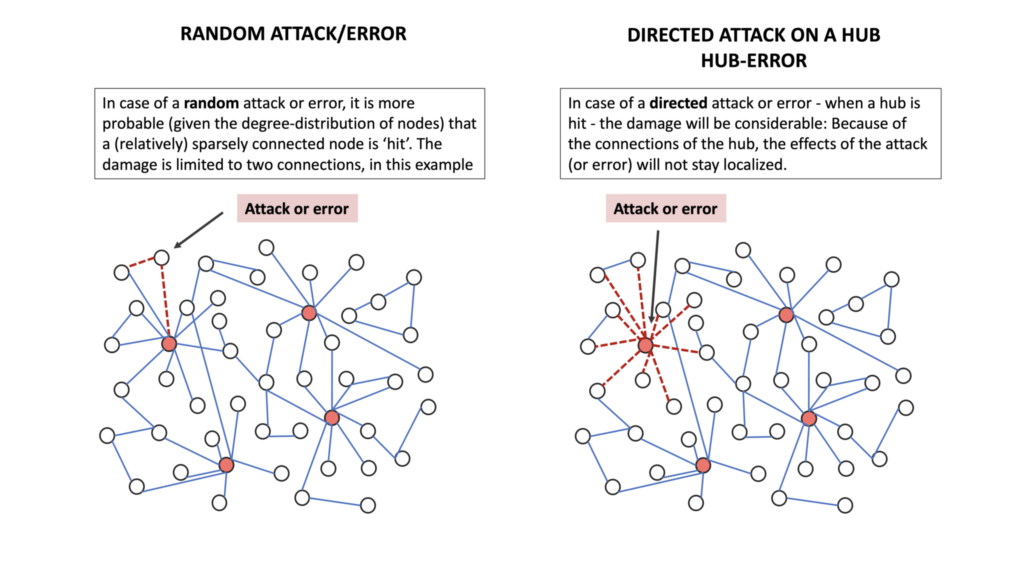 RANDOM ATTACK/ERROR
In case of a random attack or error, it is more
probable (given the degree-distribution of nodes) that
a (relatively) sparsely connected node is ‘hit’. The
damage is limited to two connections, in this example
Attack or error
DIRECTED ATTACK ON A HUB
HUB-ERROR
In case of a directed attack or error - when a hub is
hit - the damage will be considerable: Because of
the connections of the hub, the effects of the attack
(or error) will not stay localized.
Attack or error